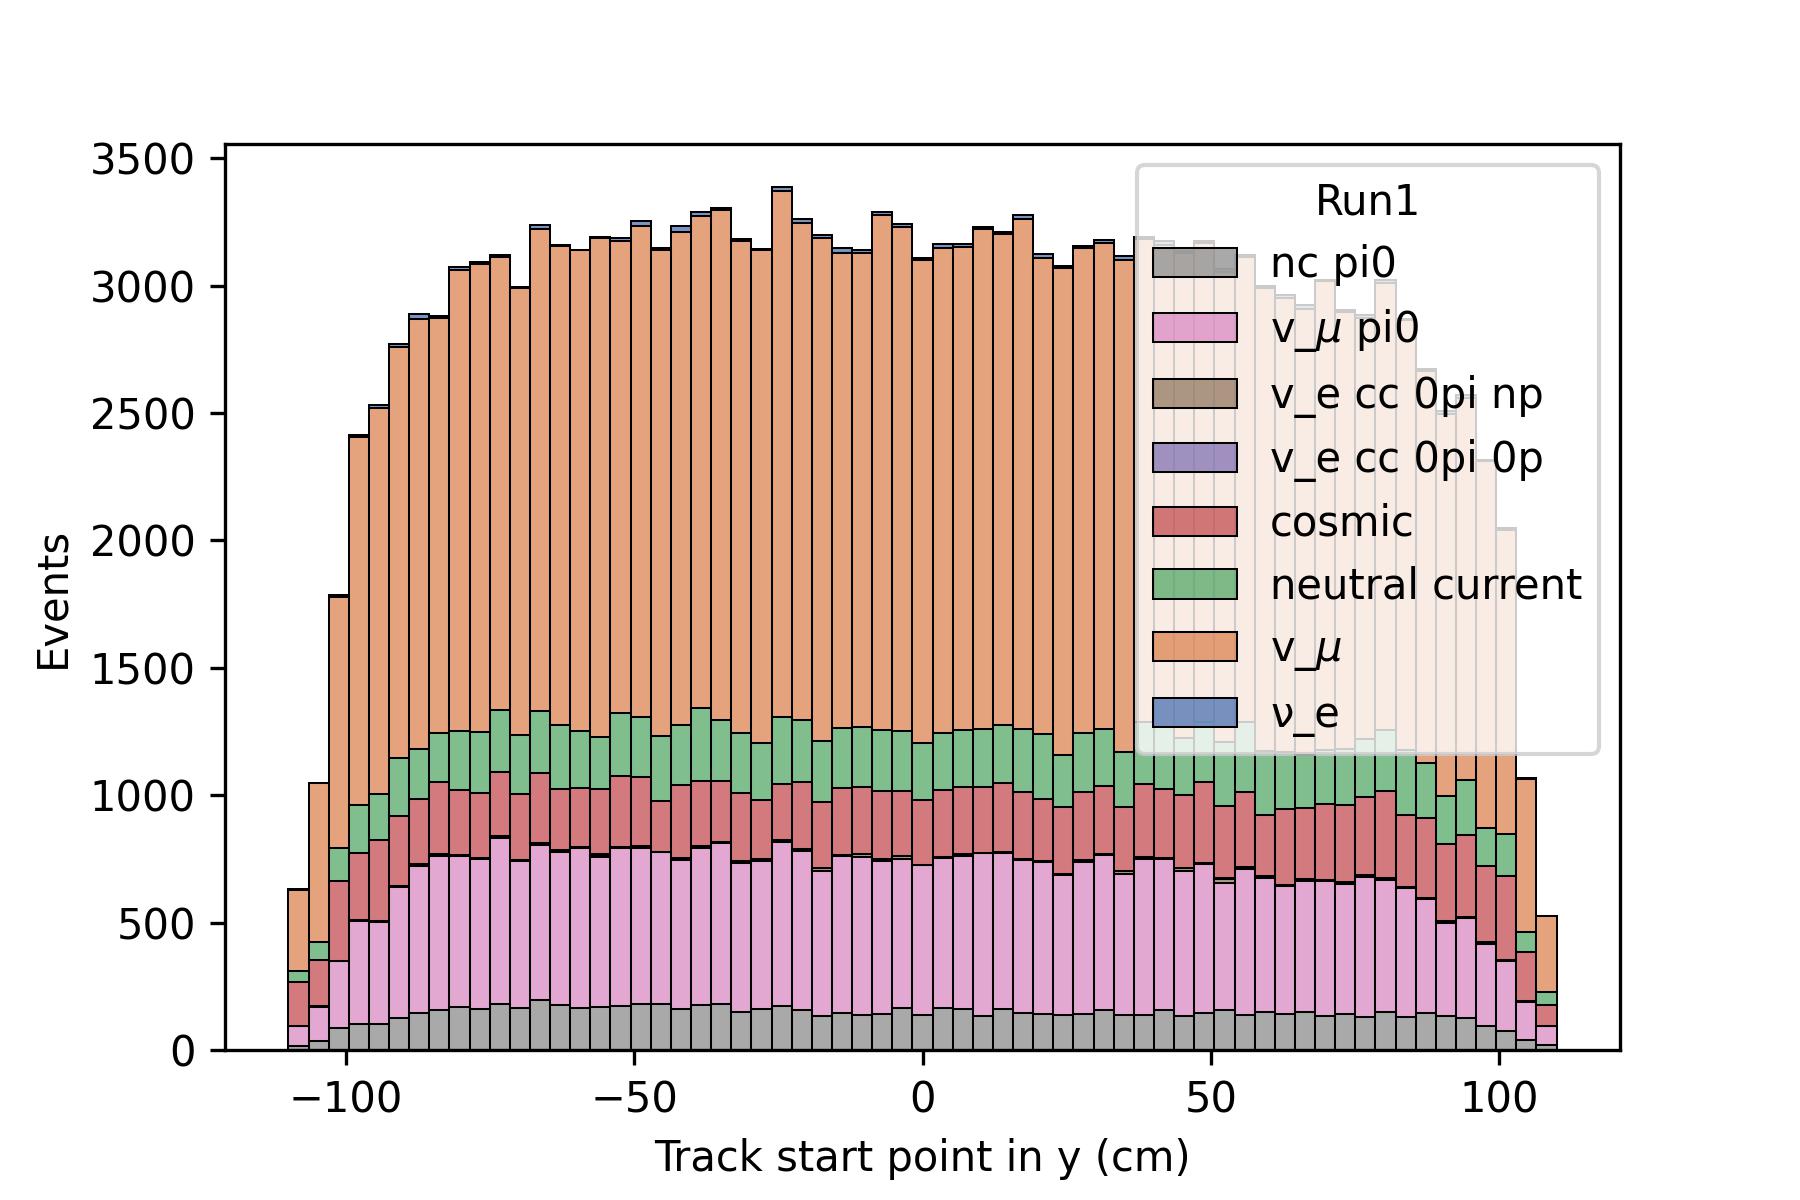 3500
3000
2500
2000
1500
1000
500
0
Events
−100
−50
0
50
100
Track start point in y (cm)
Run1
nc pi0
v_μ pi0
v_e cc 0pi np
v_e cc 0pi 0p
cosmic
neutral current
v_μ
ν_e